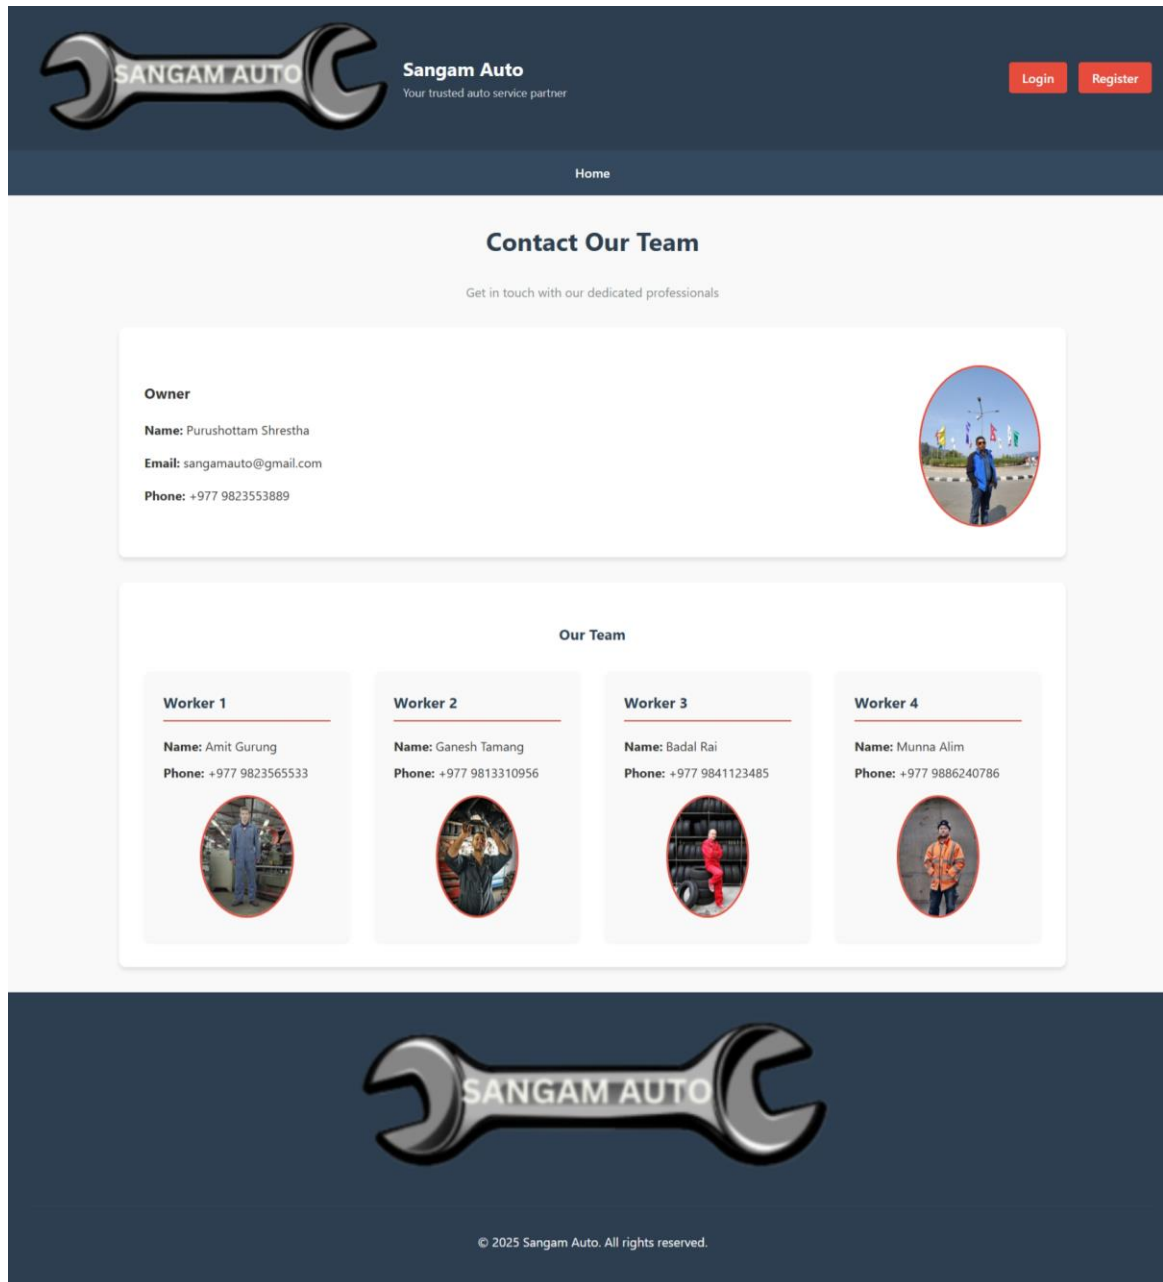 SANGAM AUTO
Sangam Auto
Your trusted auto service partner
Login
Register
Home
Contact Our Team
Get in touch with our dedicated professionals
Owner
Name: Purushottam Shrestha
Email: sangamauto@gmail.com
Phone: +977 9823553889
Our Team
Worker 1
Name: Amit Gurung
Phone: +977 9823565533
Worker 2
Name: Ganesh Tamang
Phone: +977 9813310956
Worker 3
Name: Badal Rai
Phone: +977 9841123485
Worker 4
Name: Munna Alim
Phone: +977 9886240786
SANGAM AUTO
© 2025 Sangam Auto. All rights reserved.